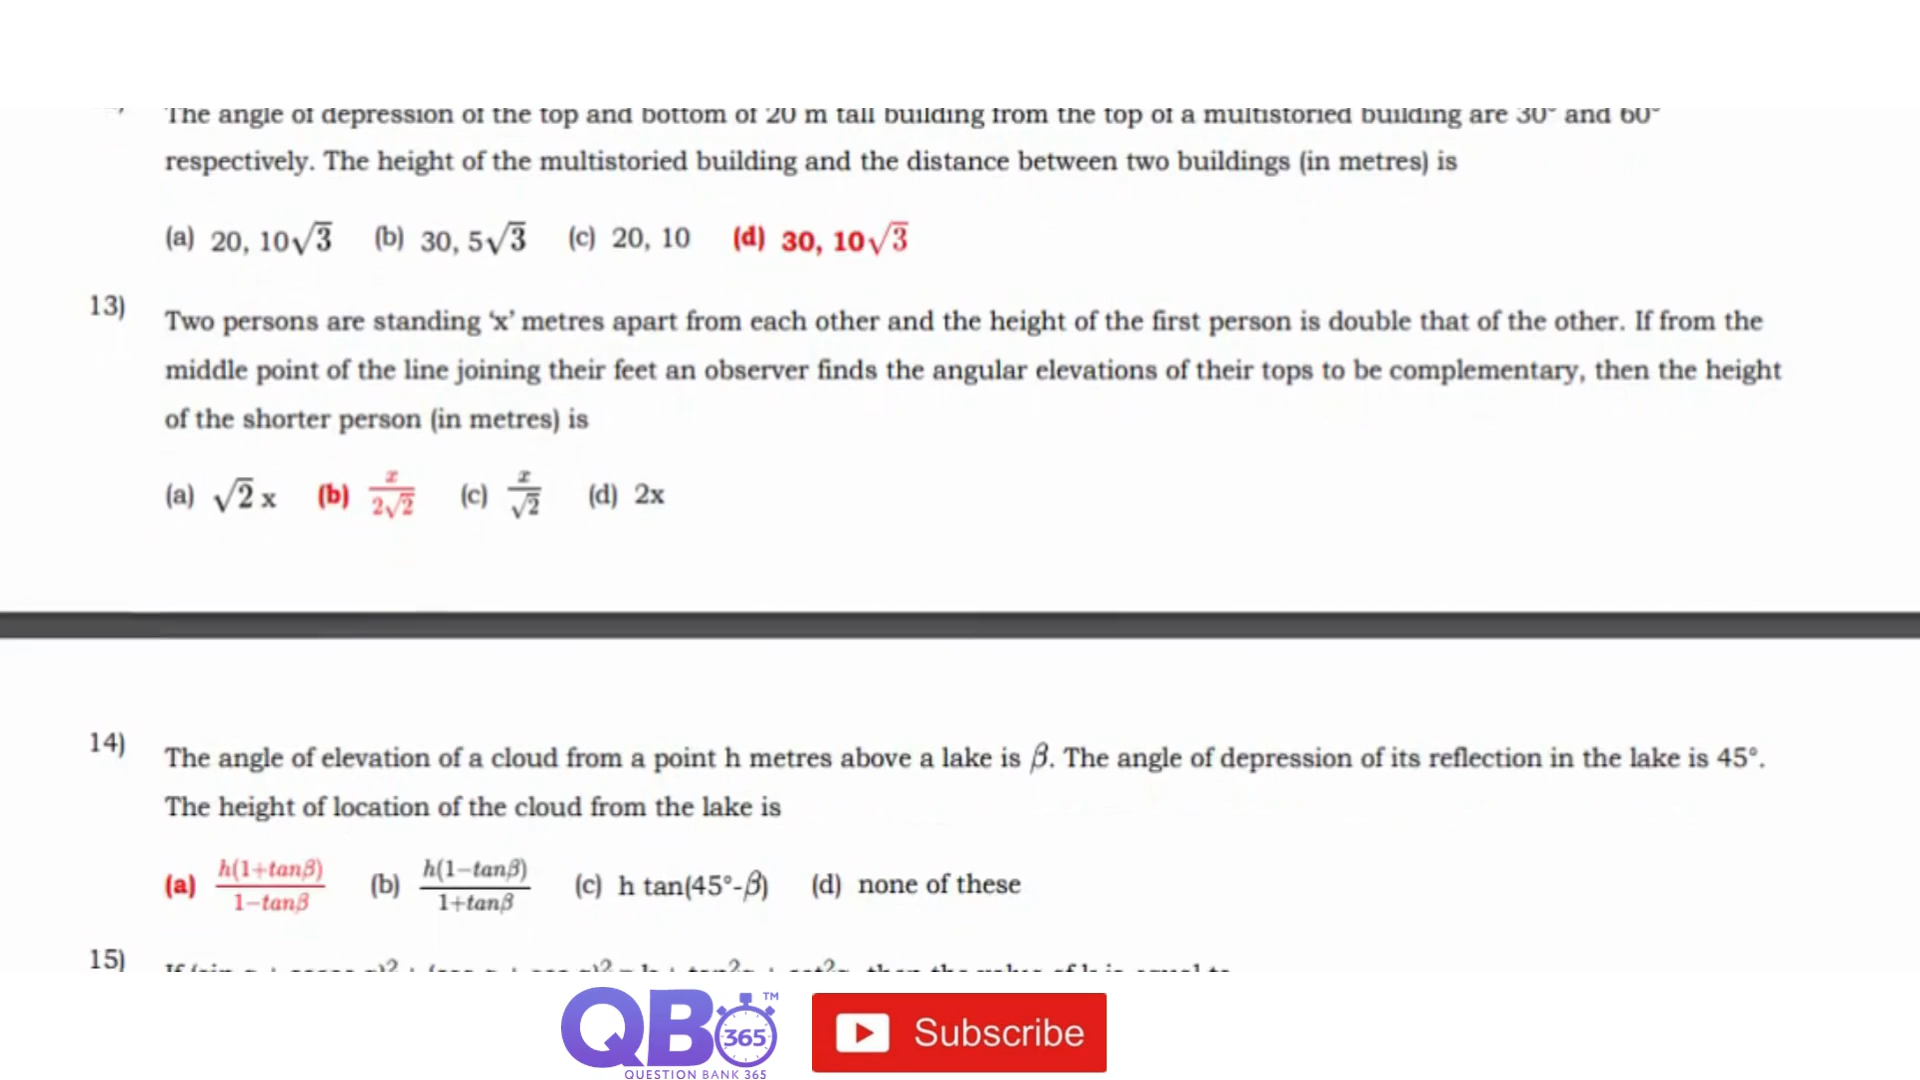 The angle of depression of the top and bottom of 20 m tall building from the top of a multistoried building are 30° and 60°
respectively. The height of the multistoried building and the distance between two buildings (in metres) is
(a) 20, 10√3 (b) 30, 5√3 (c) 20, 10 (d) 30, 10√3
13) Two persons are standing ‘x’ metres apart from each other and the height of the first person is double that of the other. If from the
middle point of the line joining their feet an observer finds the angular elevations of their tops to be complementary, then the height
of the shorter person (in metres) is
(a) √2 x (b) x/2√2 (c) x/√2 (d) 2x
14) The angle of elevation of a cloud from a point h metres above a lake is β. The angle of depression of its reflection in the lake is 45°.
The height of location of the cloud from the lake is
(a) h(1+tanβ)/1−tanβ (b) h(1−tanβ)/1+tanβ (c) h tan(45°-β) (d) none of these
15)
QB365™
QUESTION BANK 365
Subscribe